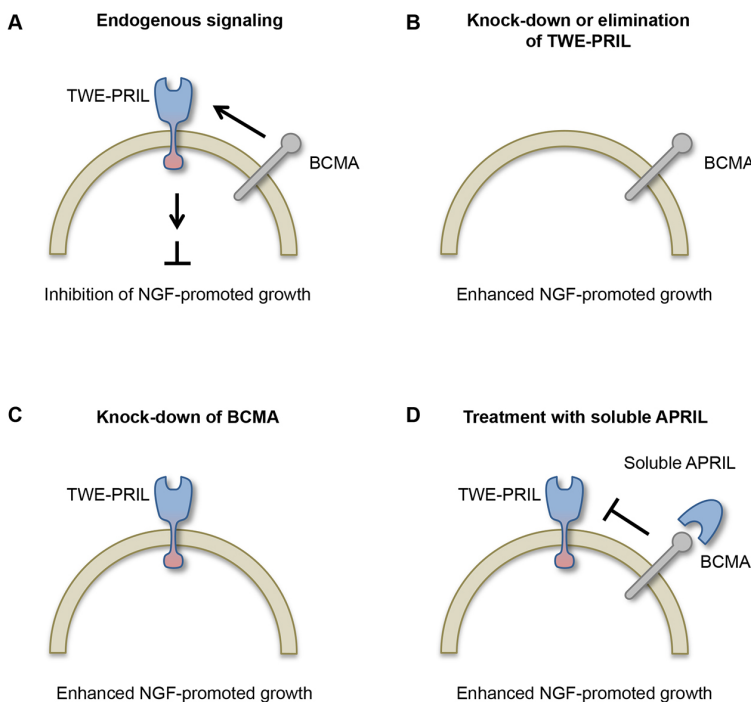 A
Endogenous signaling
TWE-PRIL
BCMA
Inhibition of NGF-promoted growth
B
Knock-down or elimination
of TWE-PRIL
BCMA
Enhanced NGF-promoted growth
C
Knock-down of BCMA
TWE-PRIL
Enhanced NGF-promoted growth
D
Treatment with soluble APRIL
Soluble APRIL
TWE-PRIL
BCMA
Enhanced NGF-promoted growth